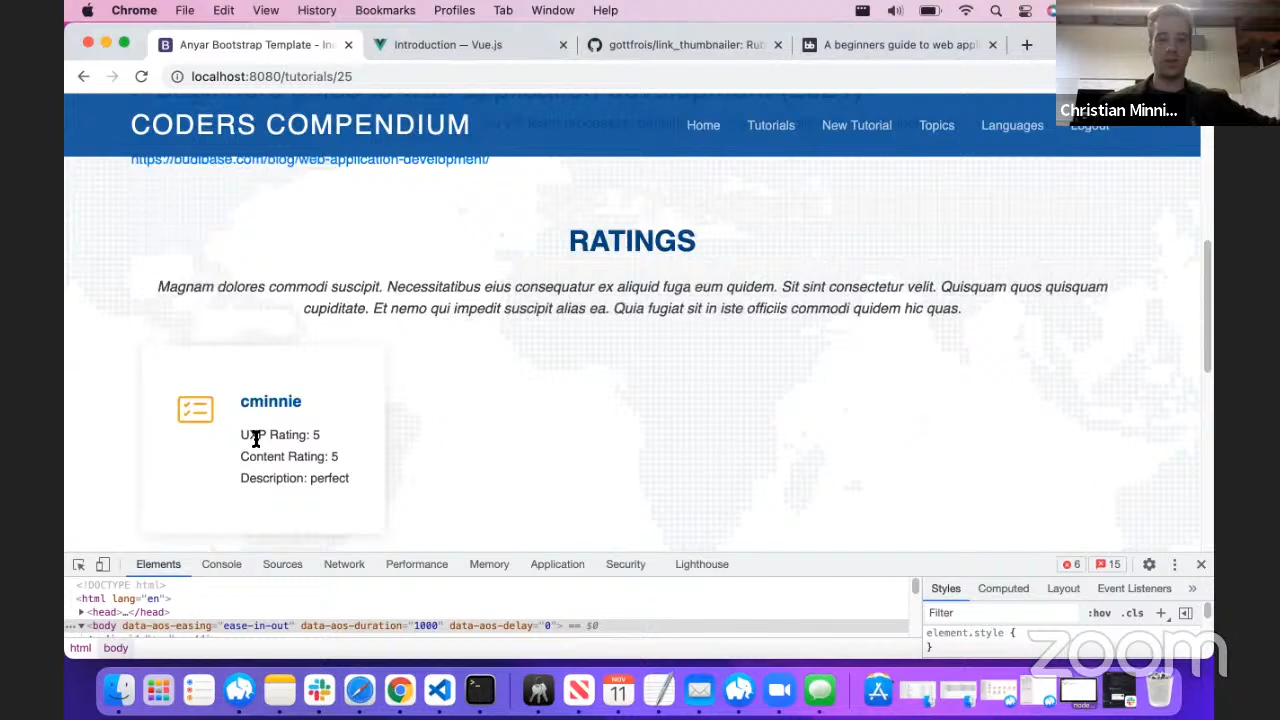 Chrome File Edit View History Bookmarks Profiles Tab Window Help
Anyar Bootstrap Template - In
Introduction — Vue.js
gottfrois/link_thumbnailer: Rub
A beginners guide to web appl
localhost:8080/tutorials/25
Christian Minni...
CODERS COMPENDIUM
Home Tutorials New Tutorial Topics Languages Logout
https://budibase.com/blog/web-application-development/
RATINGS
Magnam dolores commodi suscipit. Necessitatibus eius consequatur ex aliquid fuga eum quidem. Sit sint consectetur velit. Quisquam quos quisquam
cupiditate. Et nemo qui impedit suscipit alias ea. Quia fugiat sit in iste officiis commodi quidem hic quas.
cminnie
UXP Rating: 5
Content Rating: 5
Description: perfect
Elements Console Sources Network Performance Memory Application Security Lighthouse 6 15
<!DOCTYPE html>
<html lang="en">
<head>…</head>
<body data-aos-easing="ease-in-out" data-aos-duration="1000" data-aos-delay="0"> == $0
html body
Styles Computed Layout Event Listeners »
Filter :hov .cls
element.style {
}
zoom
NOV
11